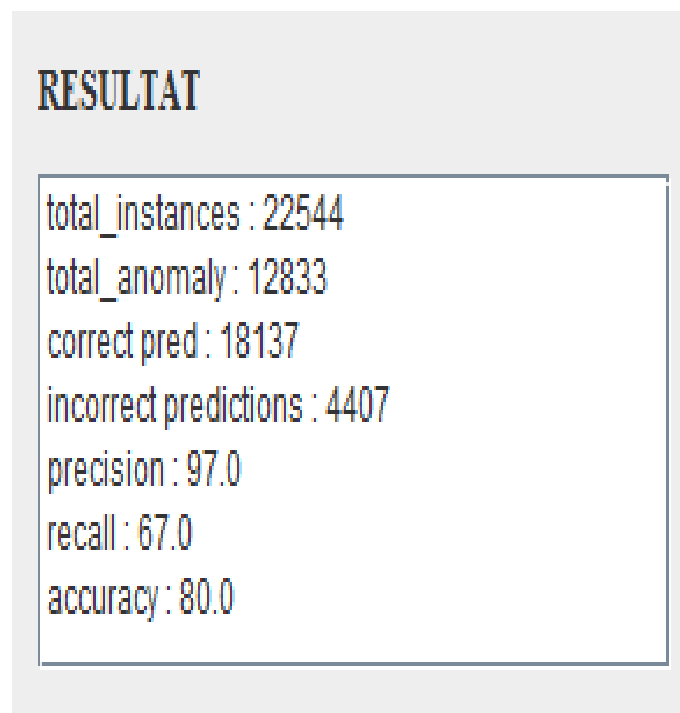 RESULTAT
total_instances : 22544
total_anomaly : 12833
correct pred : 18137
incorrect predictions : 4407
precision : 97.0
recall : 67.0
accuracy : 80.0